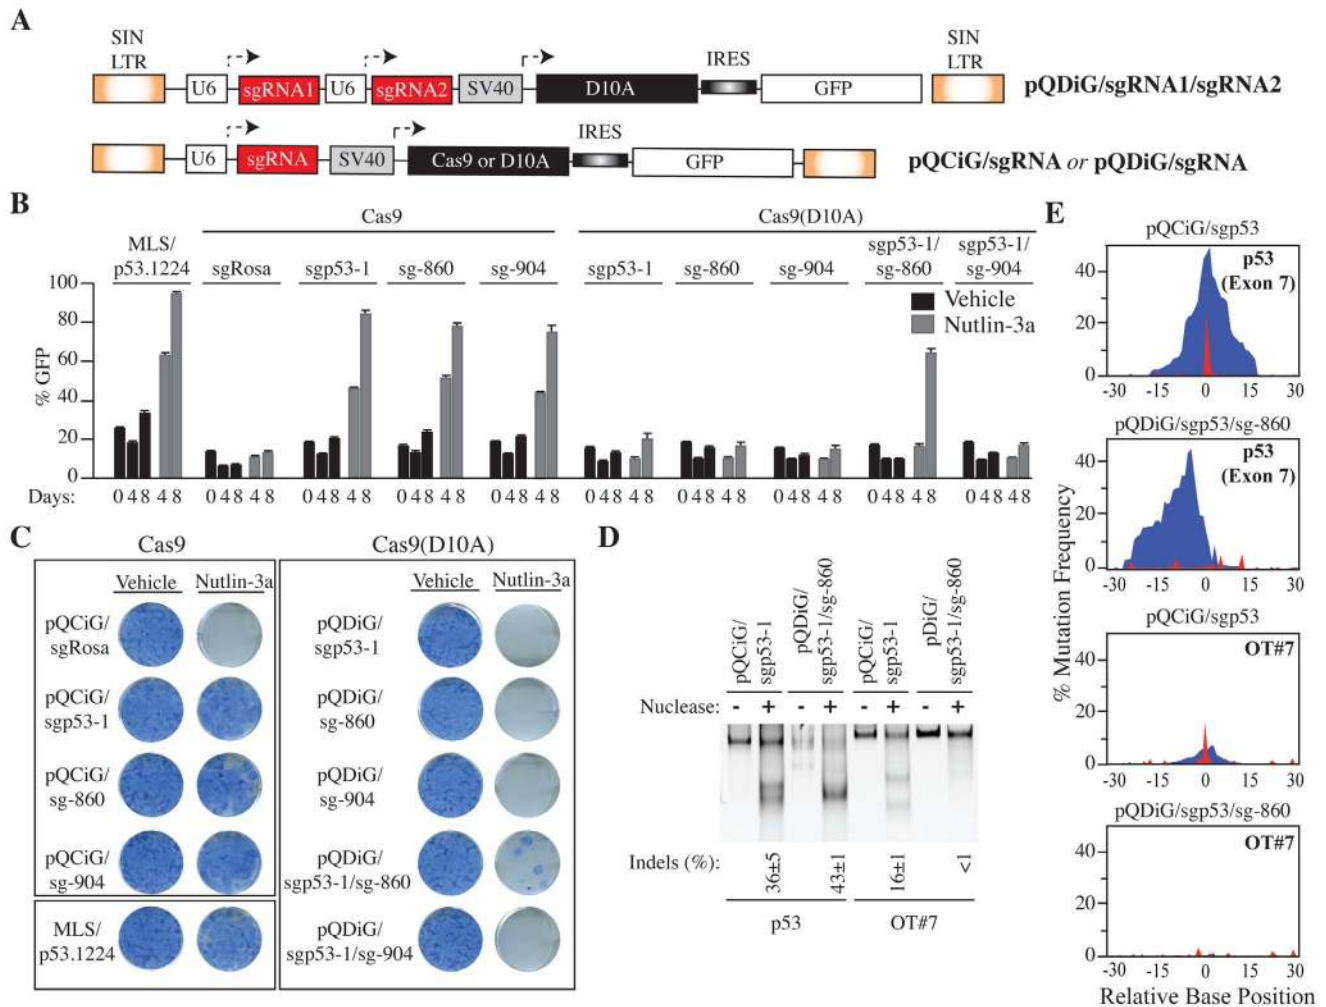 A
SIN
LTR
U6
sgRNA1
U6
sgRNA2
SV40
D10A
IRES
GFP
SIN
LTR
pQDiG/sgRNA1/sgRNA2
U6
sgRNA
SV40
Cas9 or D10A
IRES
GFP
pQCiG/sgRNA or pQDiG/sgRNA
B
Cas9
Cas9(D10A)
MLS/
p53.1224
sgRosa
sgp53-1
sg-860
sg-904
sgp53-1
sg-860
sg-904
sgp53-1/
sg-860
sgp53-1/
sg-904
Vehicle
Nutlin-3a
% GFP
100
80
60
40
20
0
Days:
0 4 8 4 8
0 4 8 4 8
0 4 8 4 8
0 4 8 4 8
0 4 8 4 8
0 4 8 4 8
0 4 8 4 8
0 4 8 4 8
0 4 8 4 8
0 4 8 4 8
C
Cas9
Vehicle Nutlin-3a
pQCiG/
sgRosa
pQCiG/
sgp53-1
pQCiG/
sg-860
pQCiG/
sg-904
MLS/
p53.1224
Cas9(D10A)
Vehicle Nutlin-3a
pQDiG/
sgp53-1
pQDiG/
sg-860
pQDiG/
sg-904
pQDiG/
sgp53-1/sg-860
pQDiG/
sgp53-1/sg-904
D
pQCiG/
sgp53-1
pQDiG/
sgp53-1/sg-860
pQCiG/
sgp53-1
pDiG/
sgp53-1/sg-860
Nuclease: - + - + - + - +
Indels (%):
36±5
43±1
16±1
<1
p53
OT#7
E
% Mutation Frequency
pQCiG/sgp53
p53
(Exon 7)
40
20
0
-30 -15 0 15 30
pQDiG/sgp53/sg-860
p53
(Exon 7)
40
20
0
-30 -15 0 15 30
pQCiG/sgp53
OT#7
40
20
0
-30 -15 0 15 30
pQDiG/sgp53/sg-860
OT#7
40
20
0
-30 -15 0 15 30
Relative Base Position